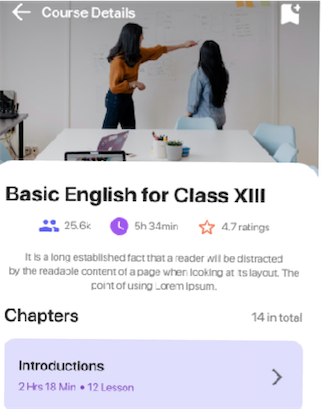 Course Details
Basic English for Class XIII
25.6k 5h 34min 4.7 ratings
It is a long established fact that a reader will be distracted
by the readable content of a page when looking at its layout. The
point of using Lorem Ipsum.
Chapters 14 in total
Introductions
2 Hrs 18 Min • 12 Lesson